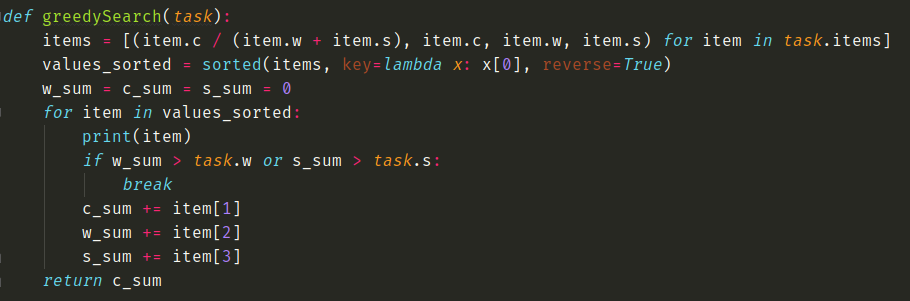 def greedySearch(task):
    items = [(item.c / (item.w + item.s), item.c, item.w, item.s) for item in task.items]
    values_sorted = sorted(items, key=lambda x: x[0], reverse=True)
    w_sum = c_sum = s_sum = 0
    for item in values_sorted:
        print(item)
        if w_sum > task.w or s_sum > task.s:
            break
        c_sum += item[1]
        w_sum += item[2]
        s_sum += item[3]
    return c_sum